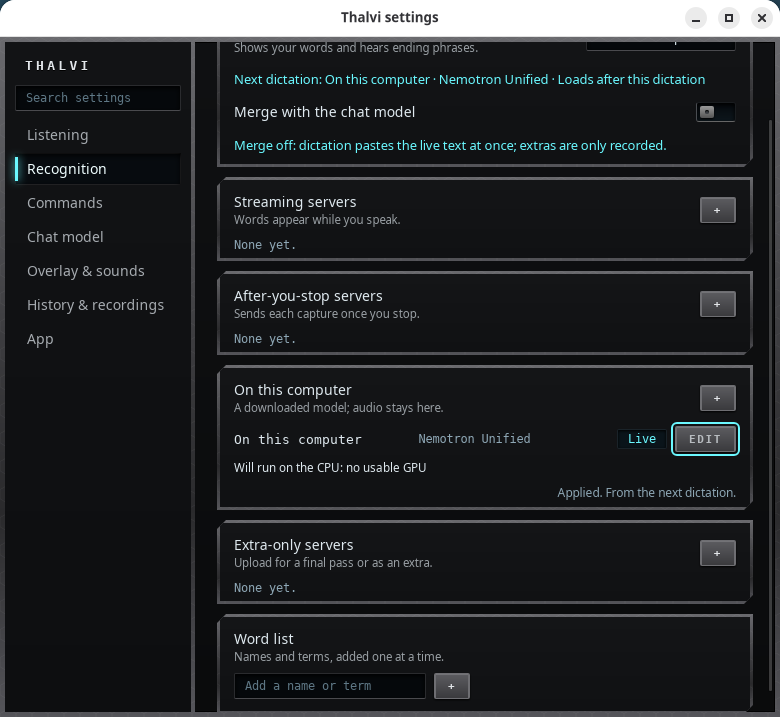 Thalvi settings
THALVI
Search settings
Listening
Recognition
Commands
Chat model
Overlay & sounds
History & recordings
App
Shows your words and hears ending phrases.
Next dictation: On this computer · Nemotron Unified · Loads after this dictation
Merge with the chat model
Merge off: dictation pastes the live text at once; extras are only recorded.
Streaming servers
Words appear while you speak.
+
None yet.
After-you-stop servers
Sends each capture once you stop.
+
None yet.
On this computer
A downloaded model; audio stays here.
+
On this computer Nemotron Unified Live EDIT
Will run on the CPU: no usable GPU
Applied. From the next dictation.
Extra-only servers
Upload for a final pass or as an extra.
+
None yet.
Word list
Names and terms, added one at a time.
Add a name or term +